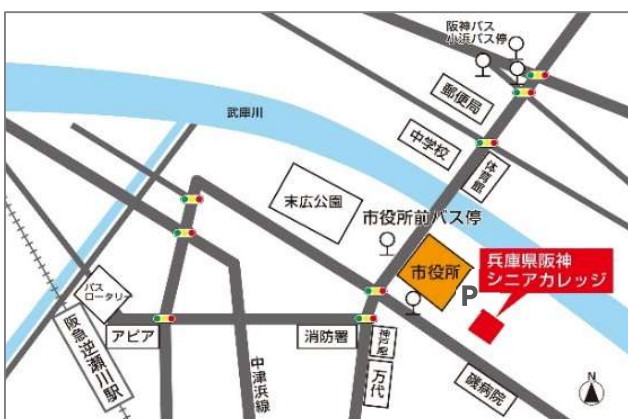 阪神バス
小浜バス停
郵便局
武庫川
中学校
体育館
末広公園
市役所前バス停
市役所
P
兵庫県阪神
シニアカレッジ
バス
ロータリー
阪急逆瀬川駅
アピア
消防署
神戸屋
万代
中津浜線
磯病院
N